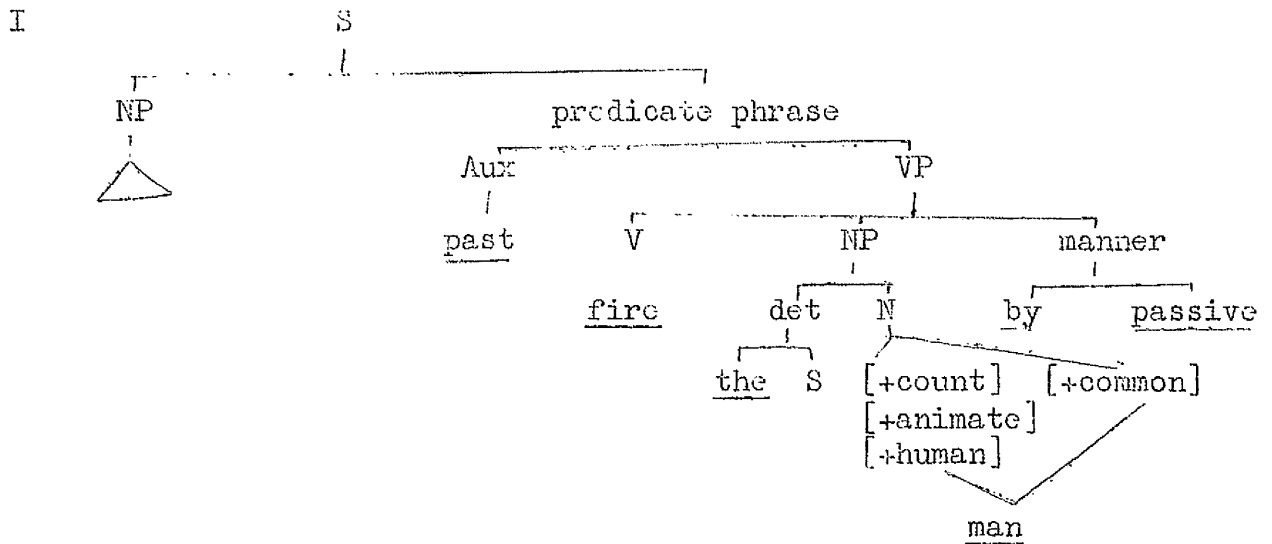 I S
NP predicate phrase
Aux VP
past V NP manner
fire det N by passive
the S [+count] [+common]
[+animate]
[+human]
man